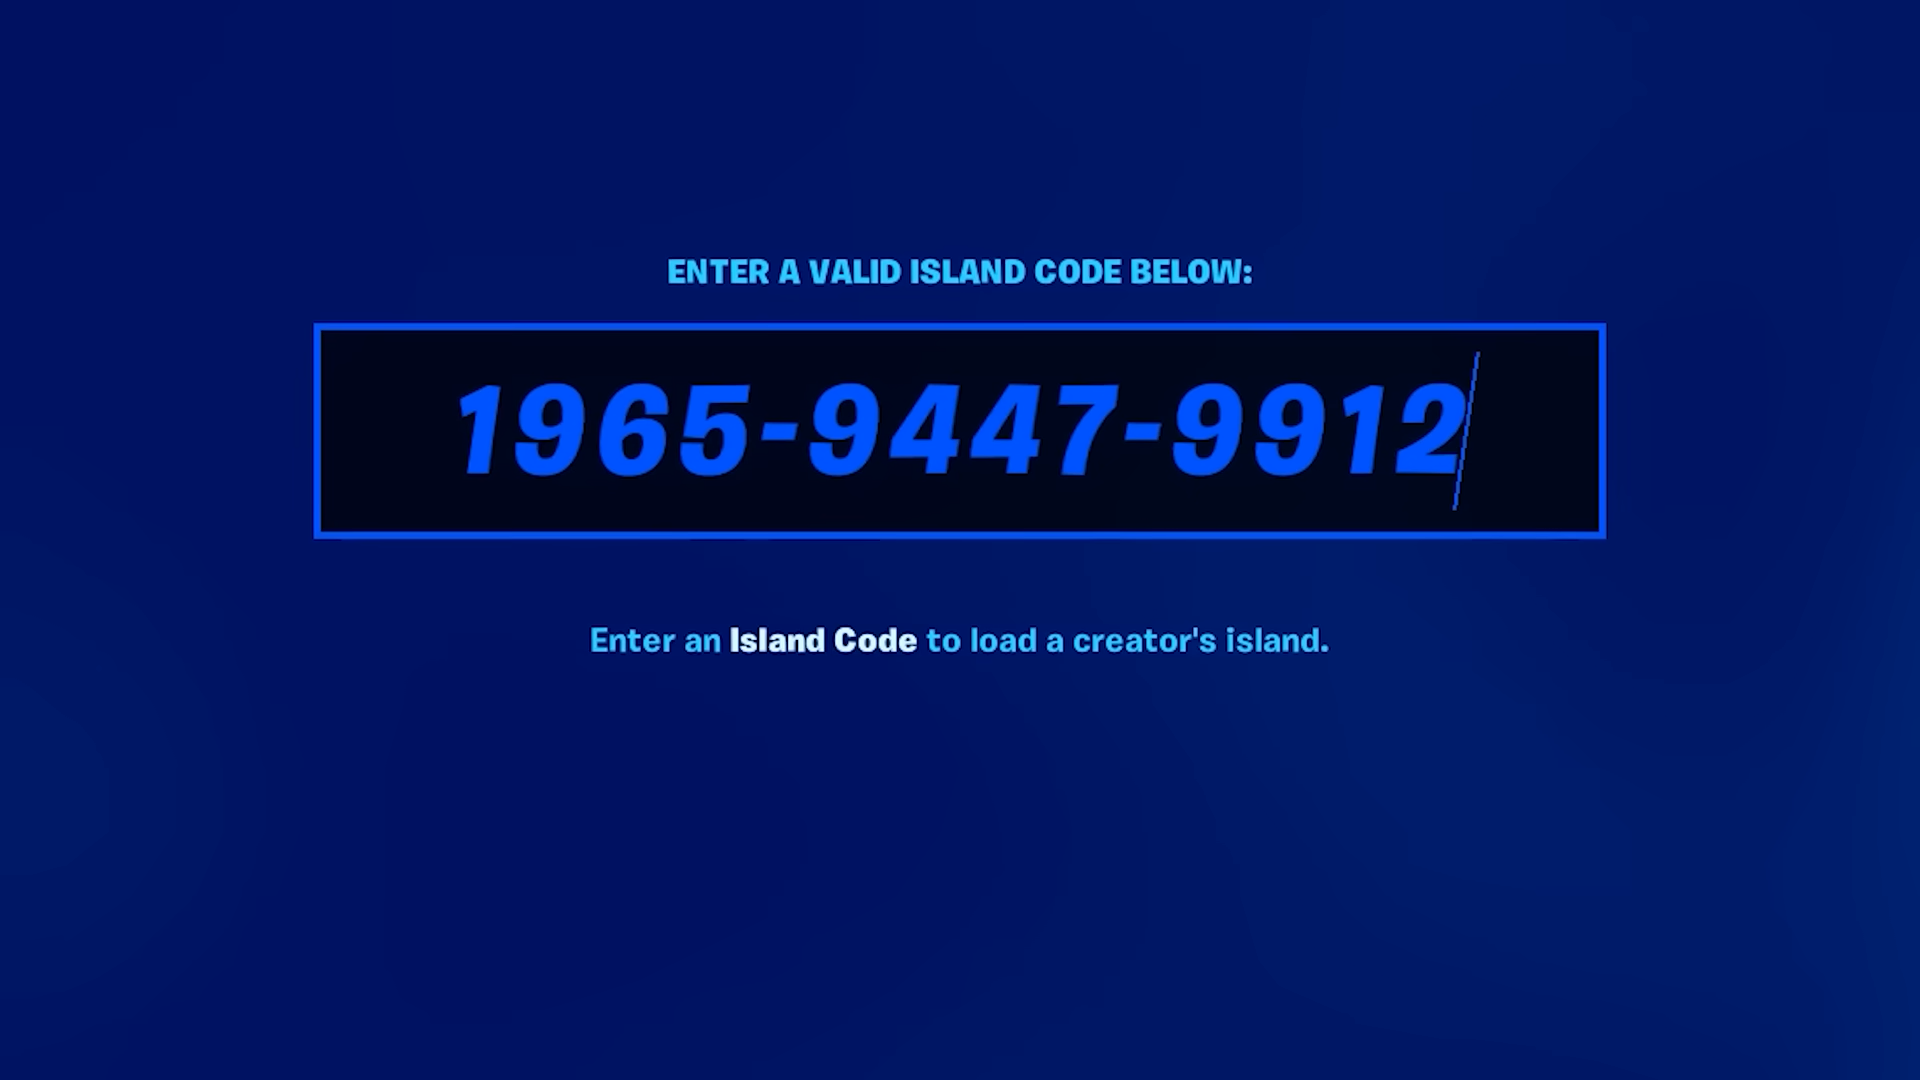 ENTER A VALID ISLAND CODE BELOW:
1965-9447-9912
Enter an Island Code to load a creator's island.